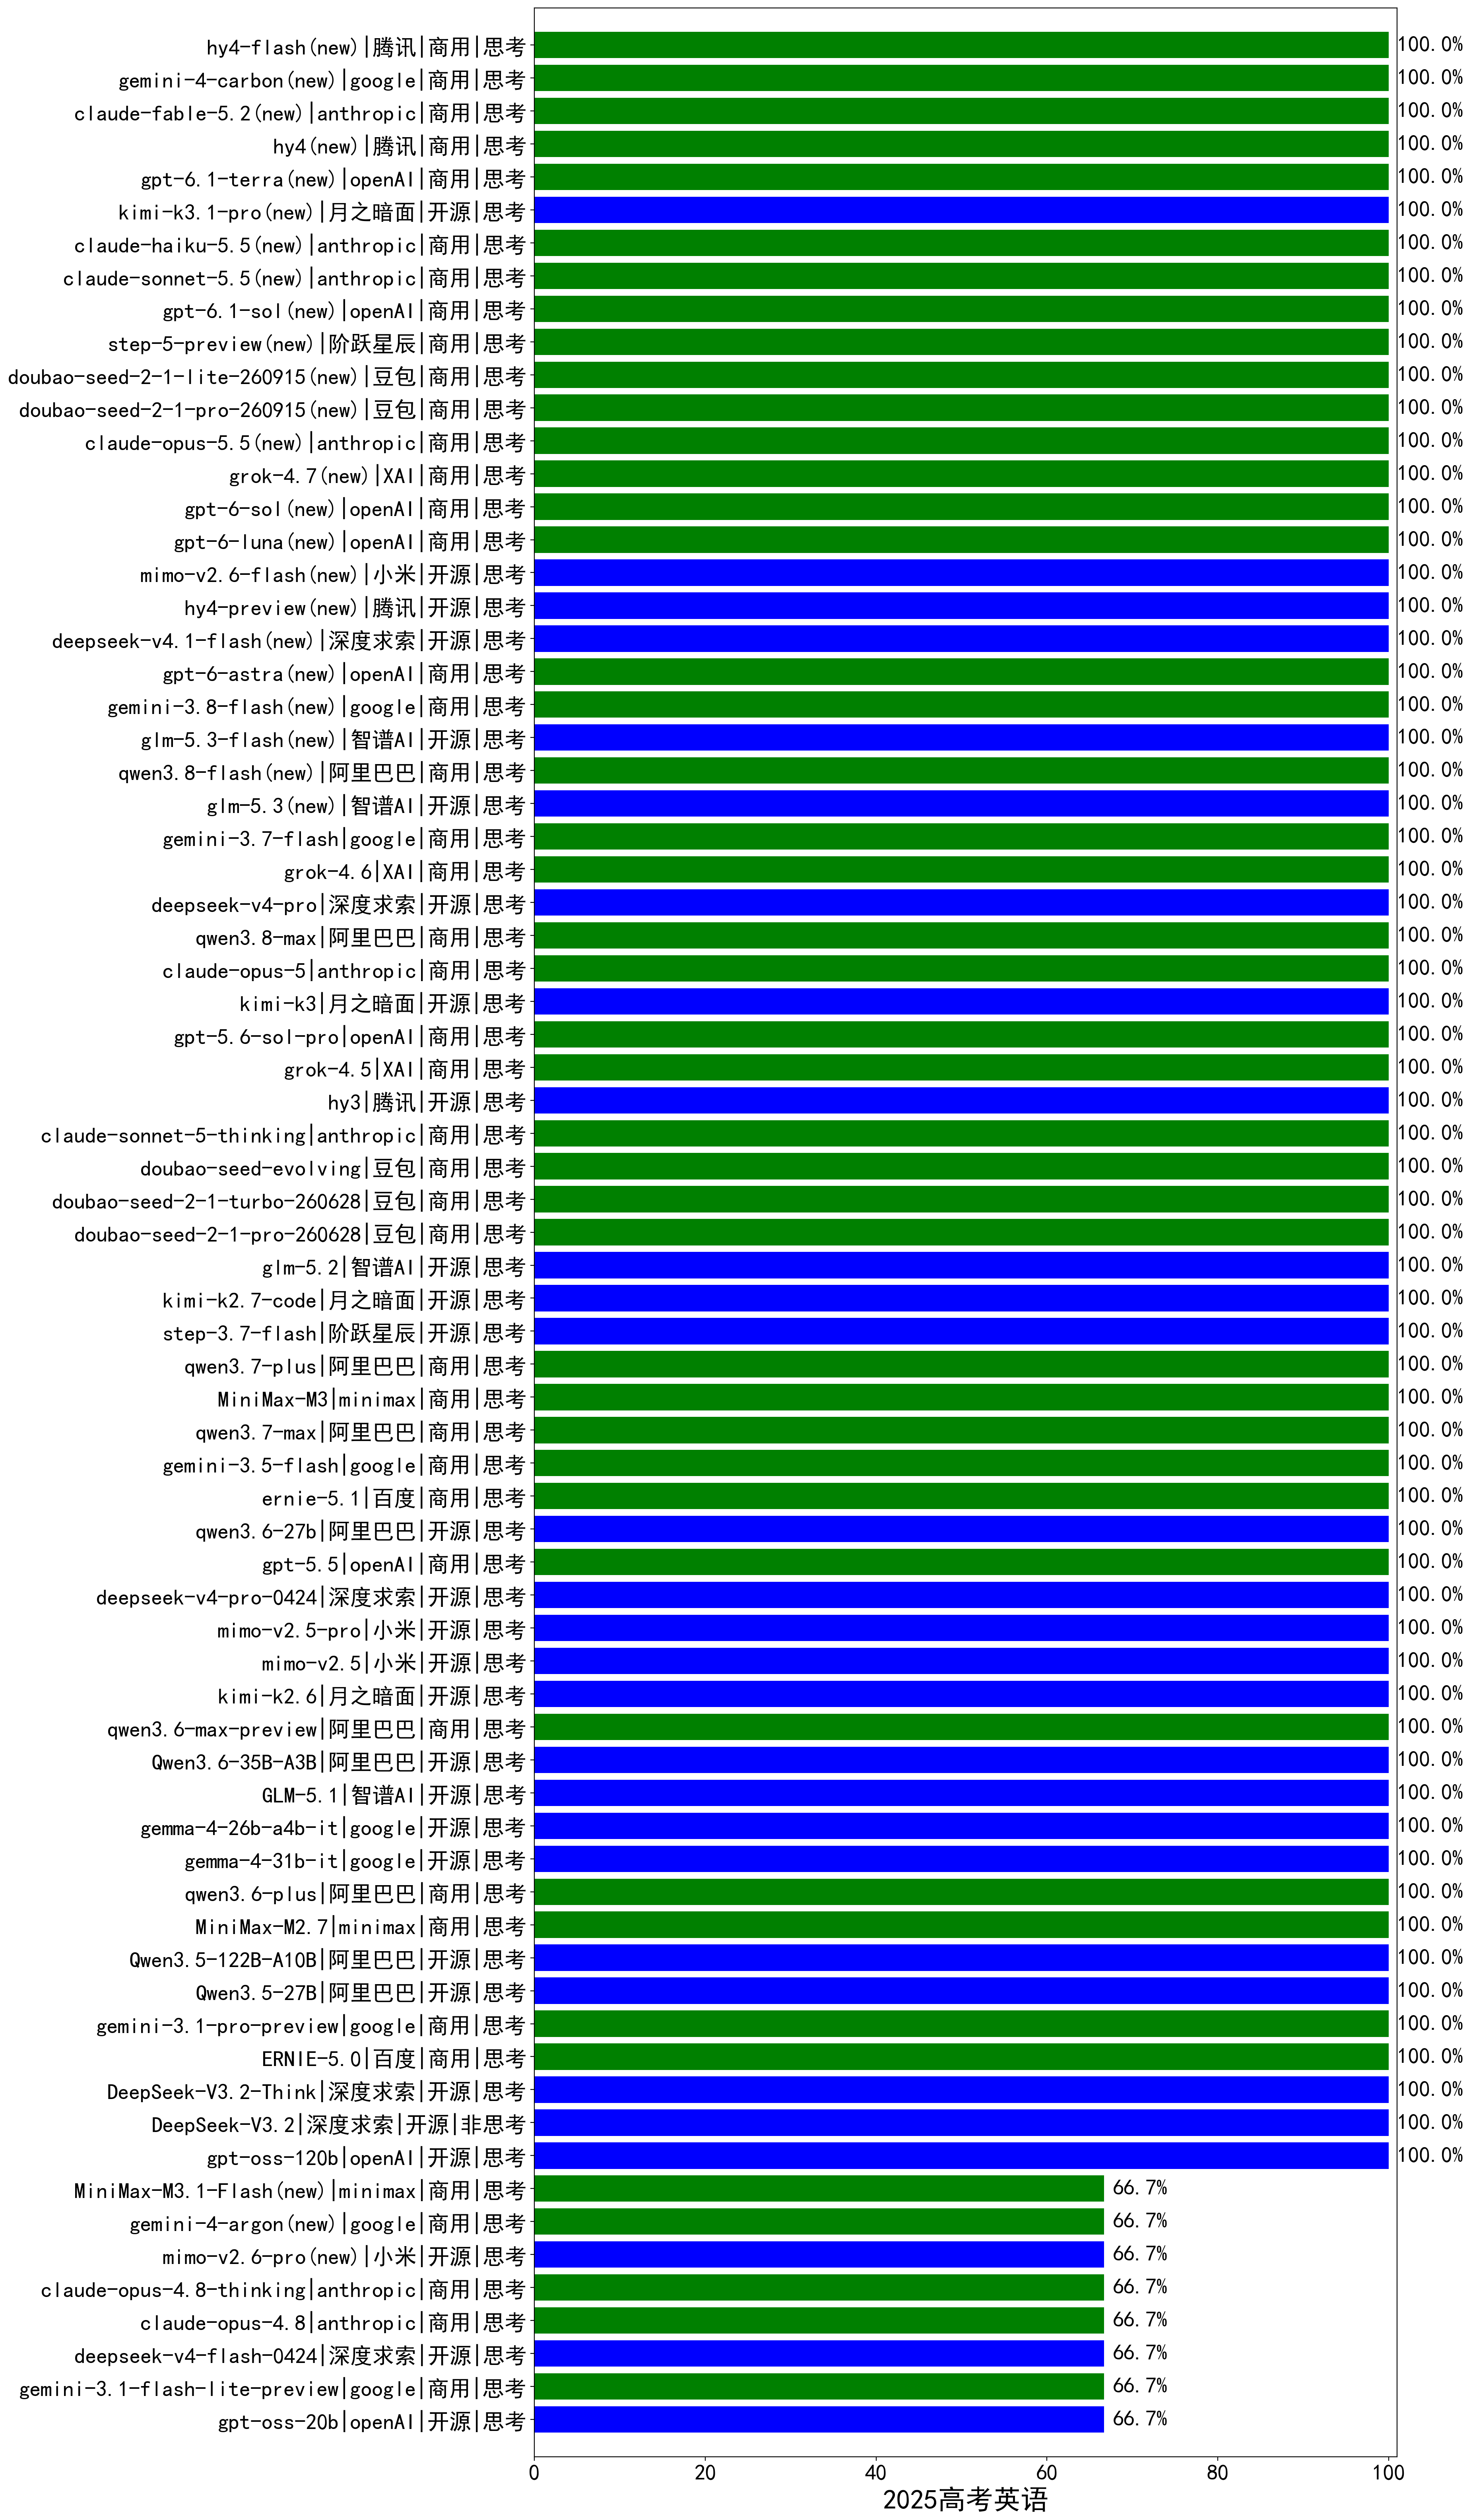 hy4-flash(new)|腾讯|商用|思考 100.0%
gemini-4-carbon(new)|google|商用|思考 100.0%
claude-fable-5.2(new)|anthropic|商用|思考 100.0%
hy4(new)|腾讯|商用|思考 100.0%
gpt-6.1-terra(new)|openAI|商用|思考 100.0%
kimi-k3.1-pro(new)|月之暗面|开源|思考 100.0%
claude-haiku-5.5(new)|anthropic|商用|思考 100.0%
claude-sonnet-5.5(new)|anthropic|商用|思考 100.0%
gpt-6.1-sol(new)|openAI|商用|思考 100.0%
step-5-preview(new)|阶跃星辰|商用|思考 100.0%
doubao-seed-2-1-lite-260915(new)|豆包|商用|思考 100.0%
doubao-seed-2-1-pro-260915(new)|豆包|商用|思考 100.0%
claude-opus-5.5(new)|anthropic|商用|思考 100.0%
grok-4.7(new)|XAI|商用|思考 100.0%
gpt-6-sol(new)|openAI|商用|思考 100.0%
gpt-6-luna(new)|openAI|商用|思考 100.0%
mimo-v2.6-flash(new)|小米|开源|思考 100.0%
hy4-preview(new)|腾讯|开源|思考 100.0%
deepseek-v4.1-flash(new)|深度求索|开源|思考 100.0%
gpt-6-astra(new)|openAI|商用|思考 100.0%
gemini-3.8-flash(new)|google|商用|思考 100.0%
glm-5.3-flash(new)|智谱AI|开源|思考 100.0%
qwen3.8-flash(new)|阿里巴巴|商用|思考 100.0%
glm-5.3(new)|智谱AI|开源|思考 100.0%
gemini-3.7-flash|google|商用|思考 100.0%
grok-4.6|XAI|商用|思考 100.0%
deepseek-v4-pro|深度求索|开源|思考 100.0%
qwen3.8-max|阿里巴巴|商用|思考 100.0%
claude-opus-5|anthropic|商用|思考 100.0%
kimi-k3|月之暗面|开源|思考 100.0%
gpt-5.6-sol-pro|openAI|商用|思考 100.0%
grok-4.5|XAI|商用|思考 100.0%
hy3|腾讯|开源|思考 100.0%
claude-sonnet-5-thinking|anthropic|商用|思考 100.0%
doubao-seed-evolving|豆包|商用|思考 100.0%
doubao-seed-2-1-turbo-260628|豆包|商用|思考 100.0%
doubao-seed-2-1-pro-260628|豆包|商用|思考 100.0%
glm-5.2|智谱AI|开源|思考 100.0%
kimi-k2.7-code|月之暗面|开源|思考 100.0%
step-3.7-flash|阶跃星辰|开源|思考 100.0%
qwen3.7-plus|阿里巴巴|商用|思考 100.0%
MiniMax-M3|minimax|商用|思考 100.0%
qwen3.7-max|阿里巴巴|商用|思考 100.0%
gemini-3.5-flash|google|商用|思考 100.0%
ernie-5.1|百度|商用|思考 100.0%
qwen3.6-27b|阿里巴巴|开源|思考 100.0%
gpt-5.5|openAI|商用|思考 100.0%
deepseek-v4-pro-0424|深度求索|开源|思考 100.0%
mimo-v2.5-pro|小米|开源|思考 100.0%
mimo-v2.5|小米|开源|思考 100.0%
kimi-k2.6|月之暗面|开源|思考 100.0%
qwen3.6-max-preview|阿里巴巴|商用|思考 100.0%
Qwen3.6-35B-A3B|阿里巴巴|开源|思考 100.0%
GLM-5.1|智谱AI|开源|思考 100.0%
gemma-4-26b-a4b-it|google|开源|思考 100.0%
gemma-4-31b-it|google|开源|思考 100.0%
qwen3.6-plus|阿里巴巴|商用|思考 100.0%
MiniMax-M2.7|minimax|商用|思考 100.0%
Qwen3.5-122B-A10B|阿里巴巴|开源|思考 100.0%
Qwen3.5-27B|阿里巴巴|开源|思考 100.0%
gemini-3.1-pro-preview|google|商用|思考 100.0%
ERNIE-5.0|百度|商用|思考 100.0%
DeepSeek-V3.2-Think|深度求索|开源|思考 100.0%
DeepSeek-V3.2|深度求索|开源|非思考 100.0%
gpt-oss-120b|openAI|开源|思考 100.0%
MiniMax-M3.1-Flash(new)|minimax|商用|思考 66.7%
gemini-4-argon(new)|google|商用|思考 66.7%
mimo-v2.6-pro(new)|小米|开源|思考 66.7%
claude-opus-4.8-thinking|anthropic|商用|思考 66.7%
claude-opus-4.8|anthropic|商用|思考 66.7%
deepseek-v4-flash-0424|深度求索|开源|思考 66.7%
gemini-3.1-flash-lite-preview|google|商用|思考 66.7%
gpt-oss-20b|openAI|开源|思考 66.7%
0 20 40 60 80 100
2025高考英语